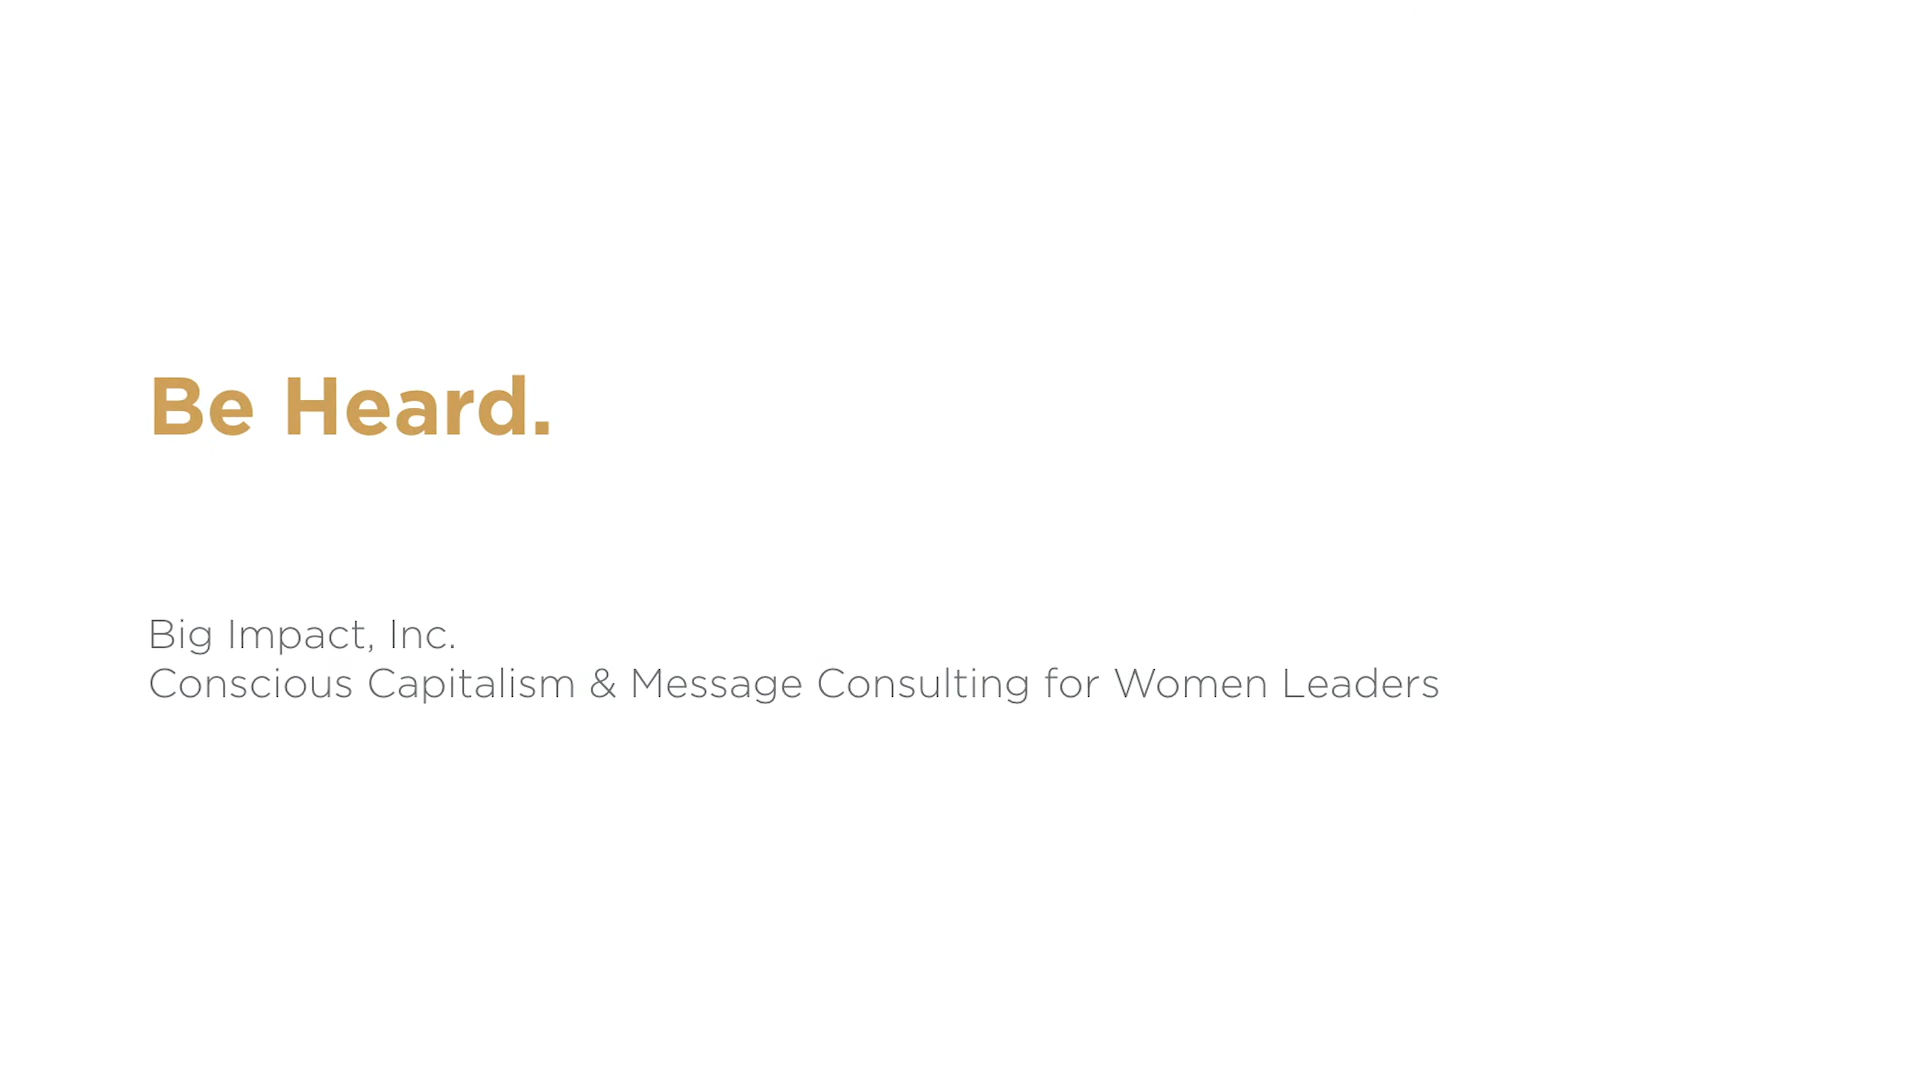 Be Heard.
Big Impact, Inc.
Conscious Capitalism & Message Consulting for Women Leaders